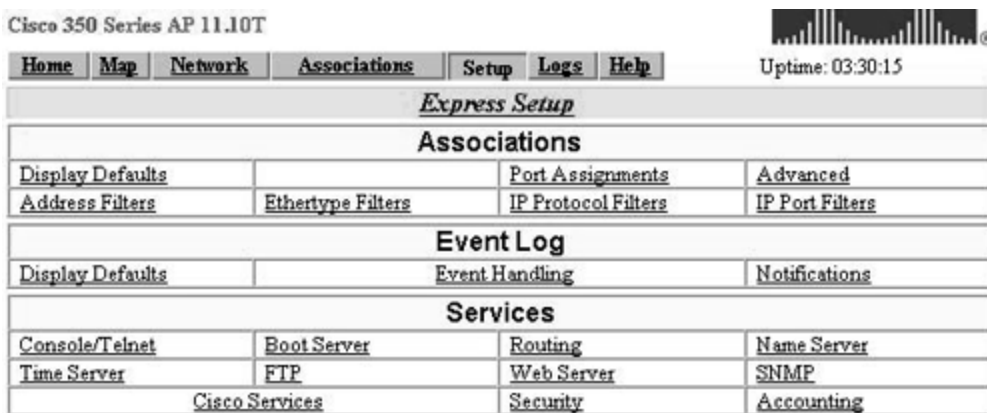 Cisco 350 Series AP 11.10T
Home Map Network Associations Setup Logs Help Uptime: 03:30:15
Express Setup
Associations
Display Defaults Port Assignments Advanced
Address Filters Ethertype Filters IP Protocol Filters IP Port Filters
Event Log
Display Defaults Event Handling Notifications
Services
Console/Telnet Boot Server Routing Name Server
Time Server FTP Web Server SNMP
Cisco Services Security Accounting